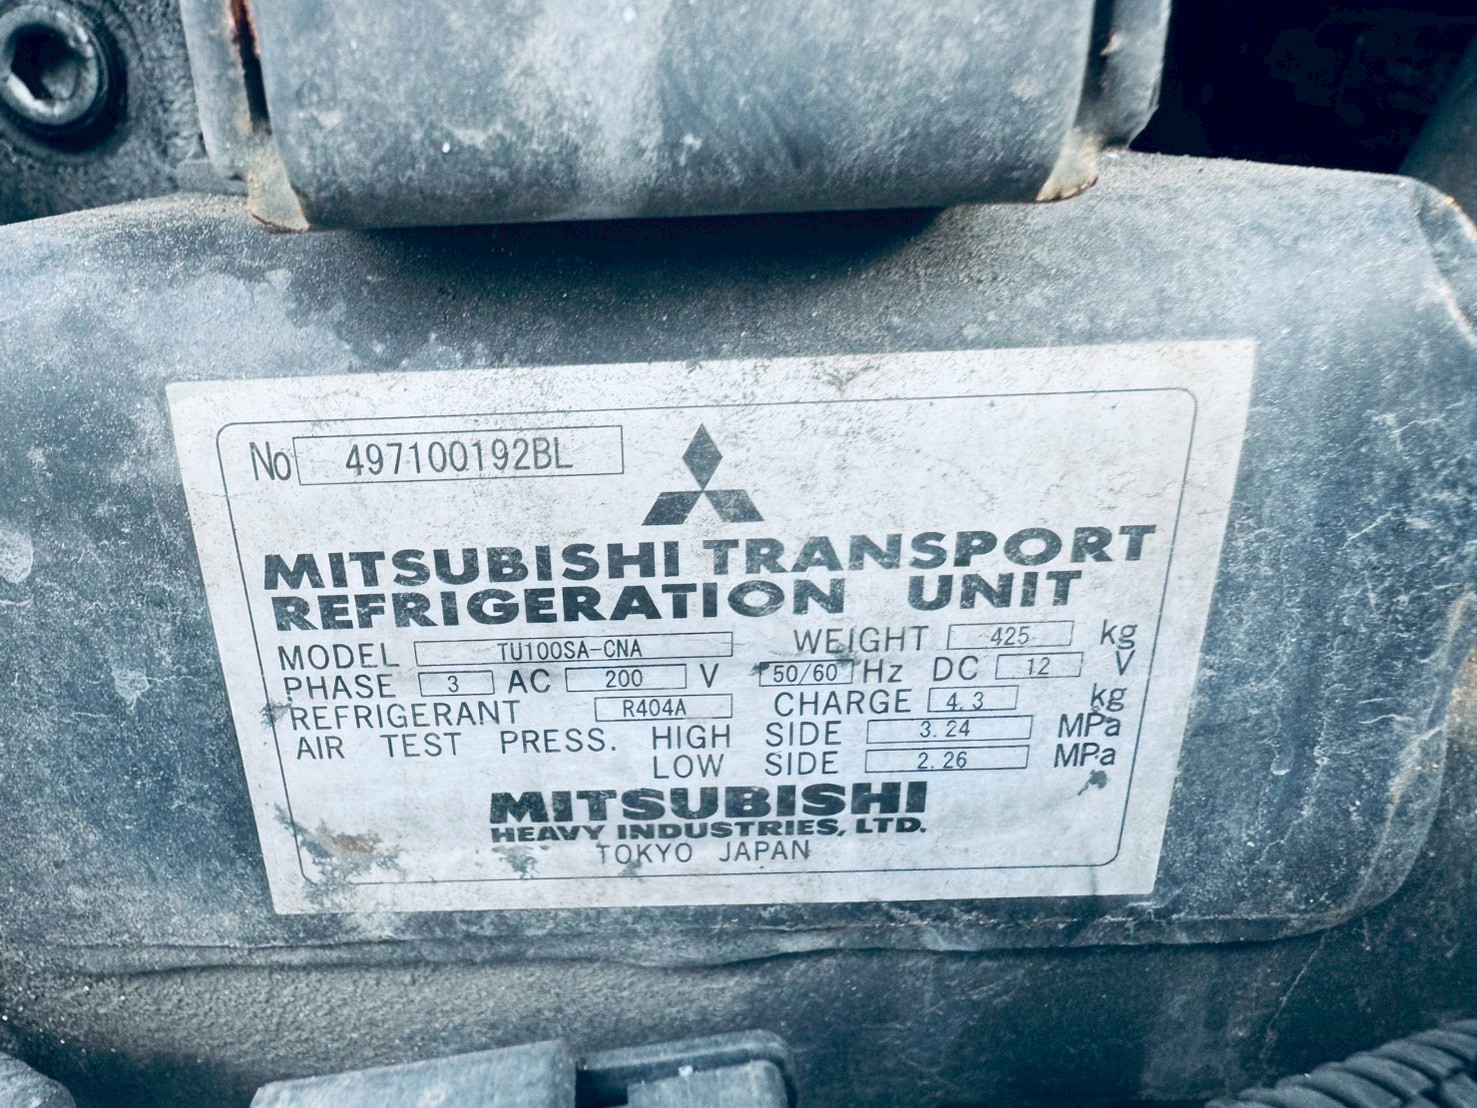 No 497100192BL
MITSUBISHI TRANSPORT
REFRIGERATION UNIT
MODEL TU100SA-CNA WEIGHT 425 kg
PHASE 3 AC 200 V 50/60 Hz DC 12 V
REFRIGERANT R404A CHARGE 4.3 kg
AIR TEST PRESS. HIGH SIDE 3.24 MPa
LOW SIDE 2.26 MPa
MITSUBISHI
HEAVY INDUSTRIES, LTD.
TOKYO JAPAN